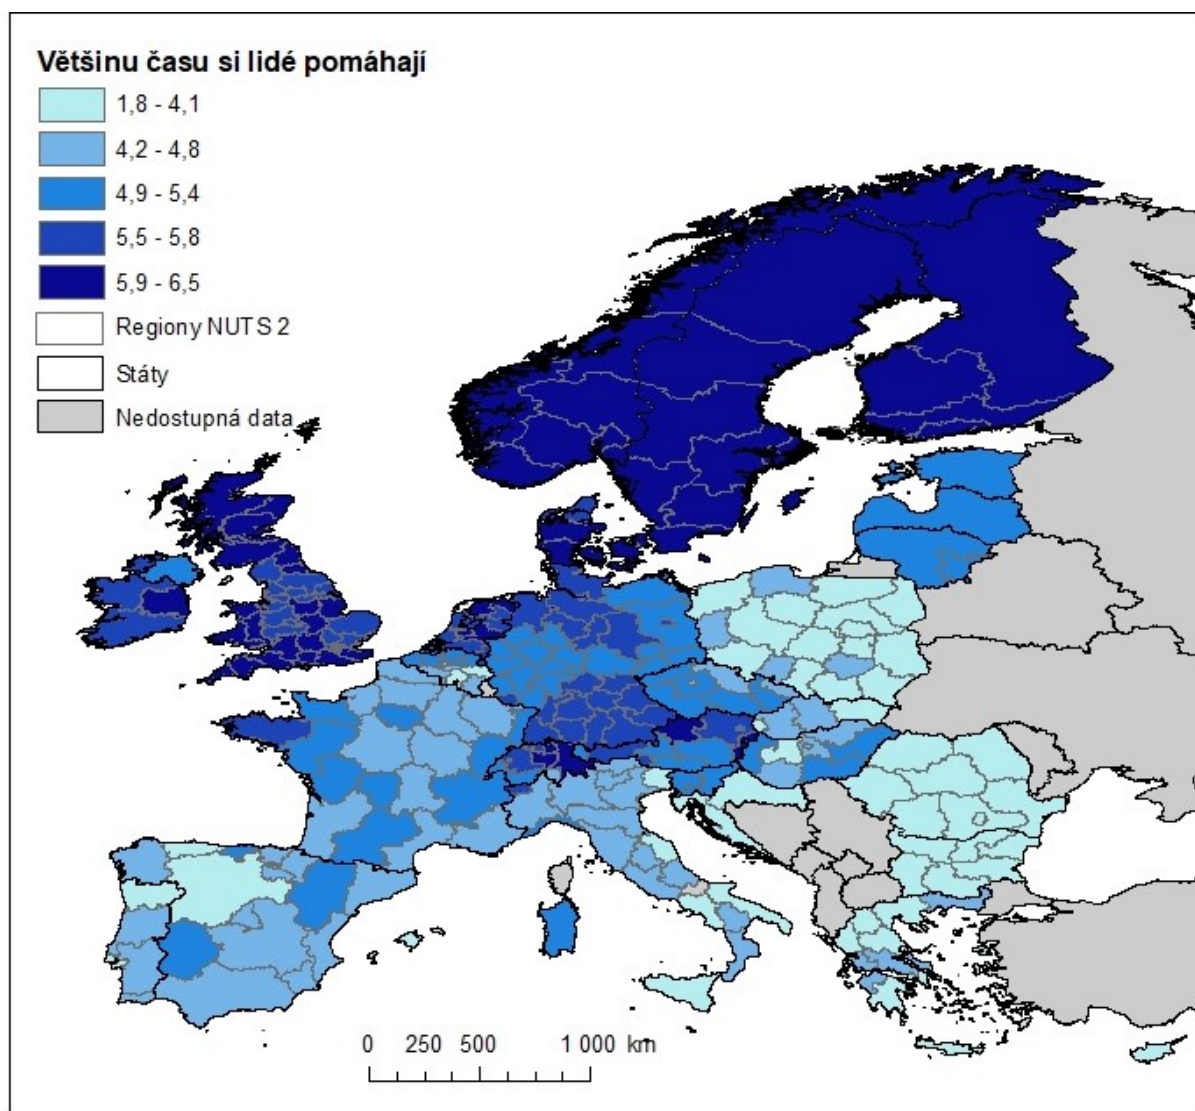 Většinu času si lidé pomáhají
1,8 - 4,1
4,2 - 4,8
4,9 - 5,4
5,5 - 5,8
5,9 - 6,5
Regiony NUTS 2
Státy
Nedostupná data
0 250 500 1 000 km